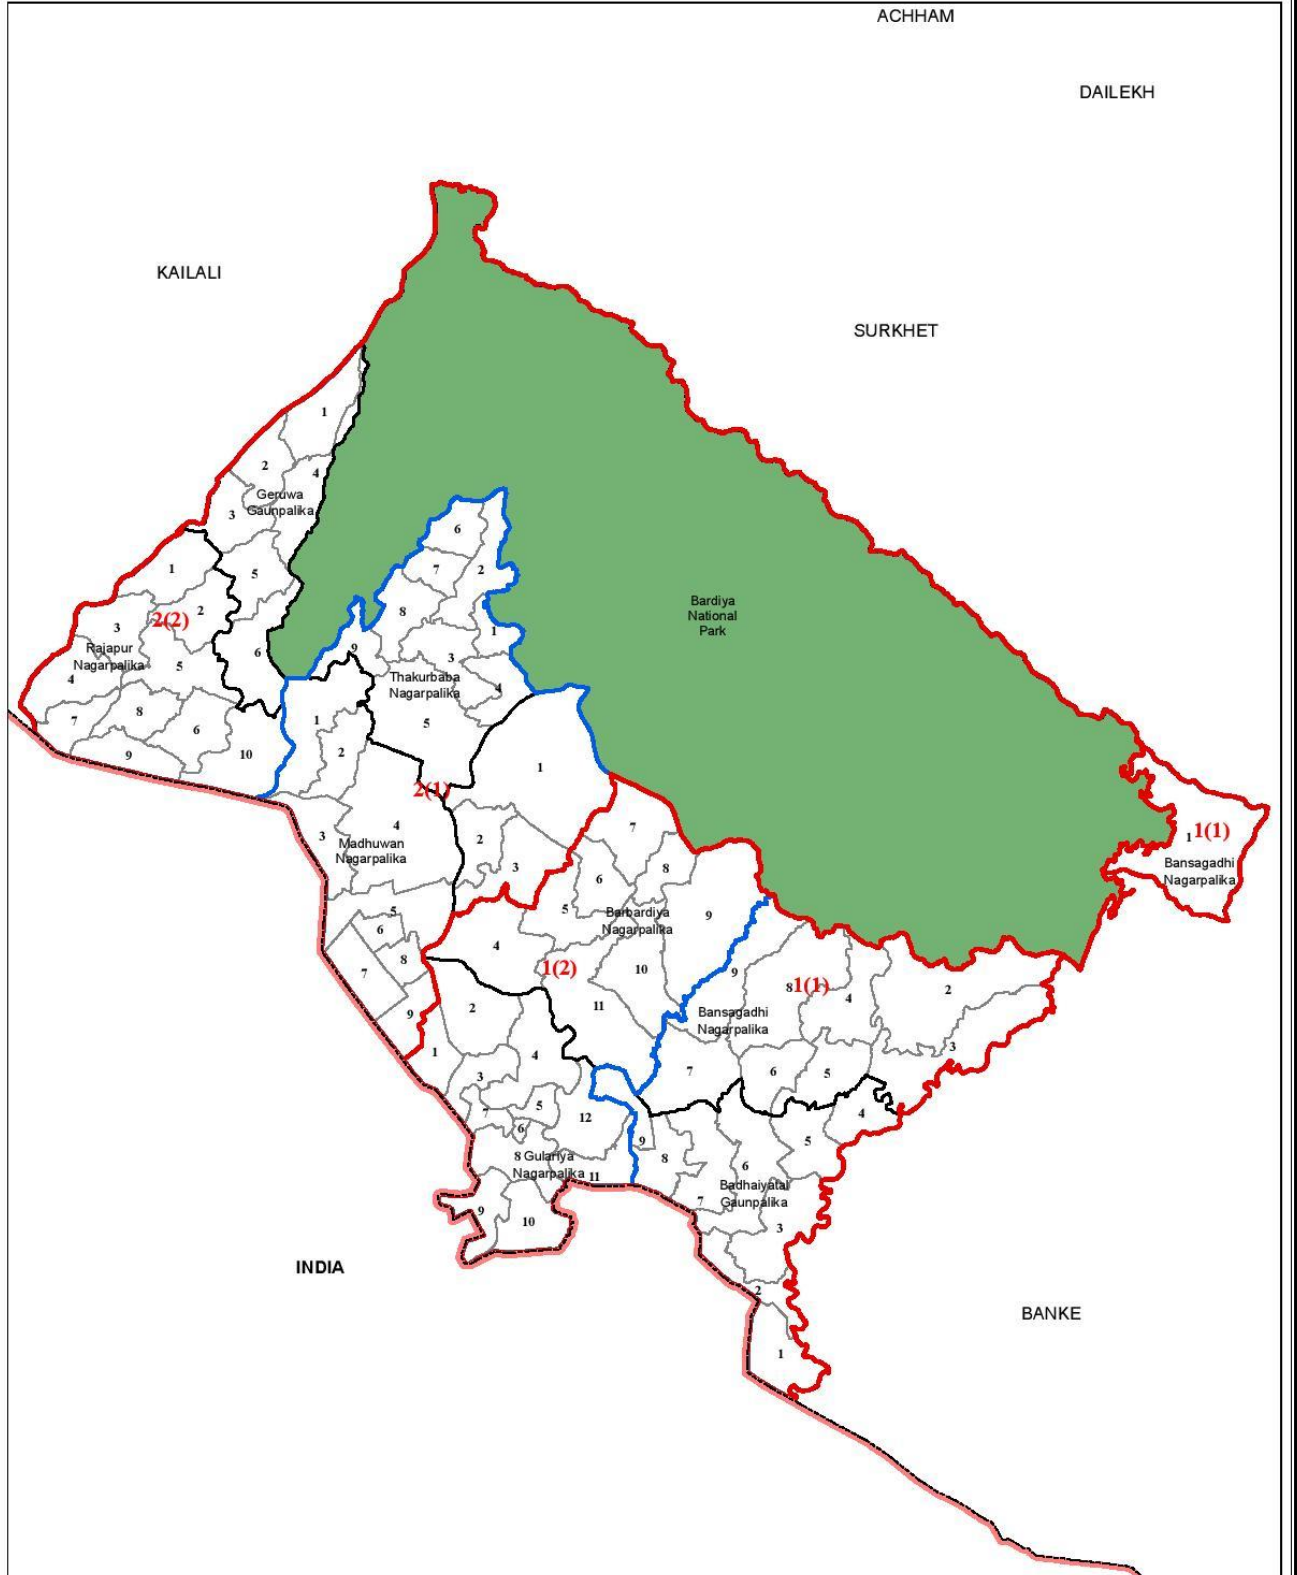 ACHHAM
DAILEKH
KAILALI
SURKHET
1
2
4
Geruwa
Gaunpalika
3
5
6
1
2
2(2)
3
Rajapur
Nagarpalika
5
4
7
8
6
9
10
6
7
2
8
1
9
3
Thakurbaba
Nagarpalika
4
5
Bardiya
National
Park
1
2
2(1)
3
4
Madhuwan
Nagarpalika
5
6
7
8
9
1
2
3
7
6
8
5
Barbardiya
Nagarpalika
9
4
1(2)
10
11
1
1(1)
Bansagadhi
Nagarpalika
9
8
1(1)
4
2
Bansagadhi
Nagarpalika
3
7
6
5
2
1
4
3
5
7
6
12
8
Gulariya
Nagarpalika
11
9
10
4
9
8
5
6
Badhaiyatal
Gaunpalika
7
3
2
1
INDIA
BANKE